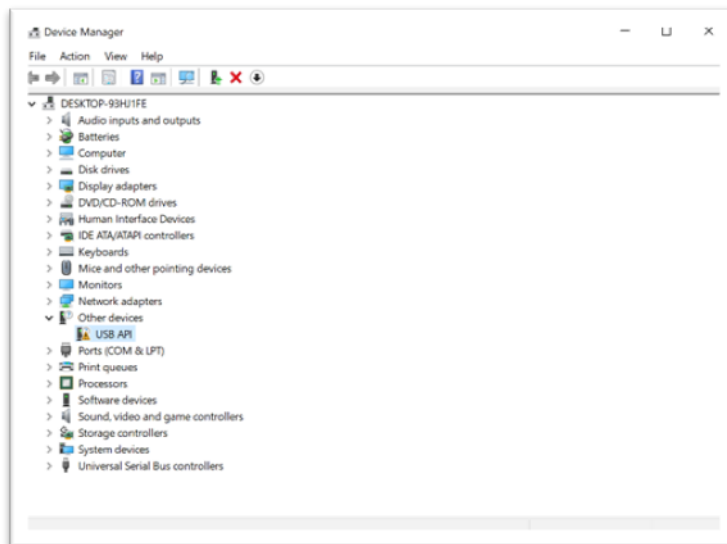 Device Manager
File Action View Help
DESKTOP-93HJ1FE
Audio inputs and outputs
Batteries
Computer
Disk drives
Display adapters
DVD/CD-ROM drives
Human Interface Devices
IDE ATA/ATAPI controllers
Keyboards
Mice and other pointing devices
Monitors
Network adapters
Other devices
USB API
Ports (COM & LPT)
Print queues
Processors
Software devices
Sound, video and game controllers
Storage controllers
System devices
Universal Serial Bus controllers